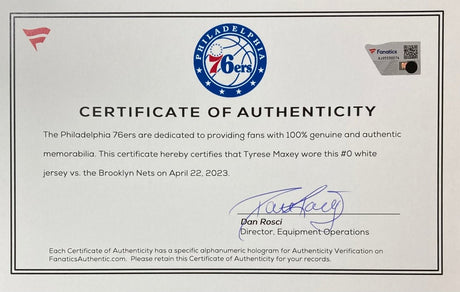 PHILADELPHIA
76ers
Fanatics
CERTIFICATE OF AUTHENTICITY
The Philadelphia 76ers are dedicated to providing fans with 100% genuine and authentic
memorabilia. This certificate hereby certifies that Tyrese Maxey wore this #0 white
jersey vs. the Brooklyn Nets on April 22, 2023.
Dan Rosci
Director, Equipment Operations
Each Certificate of Authenticity has a specific alphanumeric hologram for Authenticity Verification on
FanaticsAuthentic.com. Please retain this Certificate of Authenticity for your records.